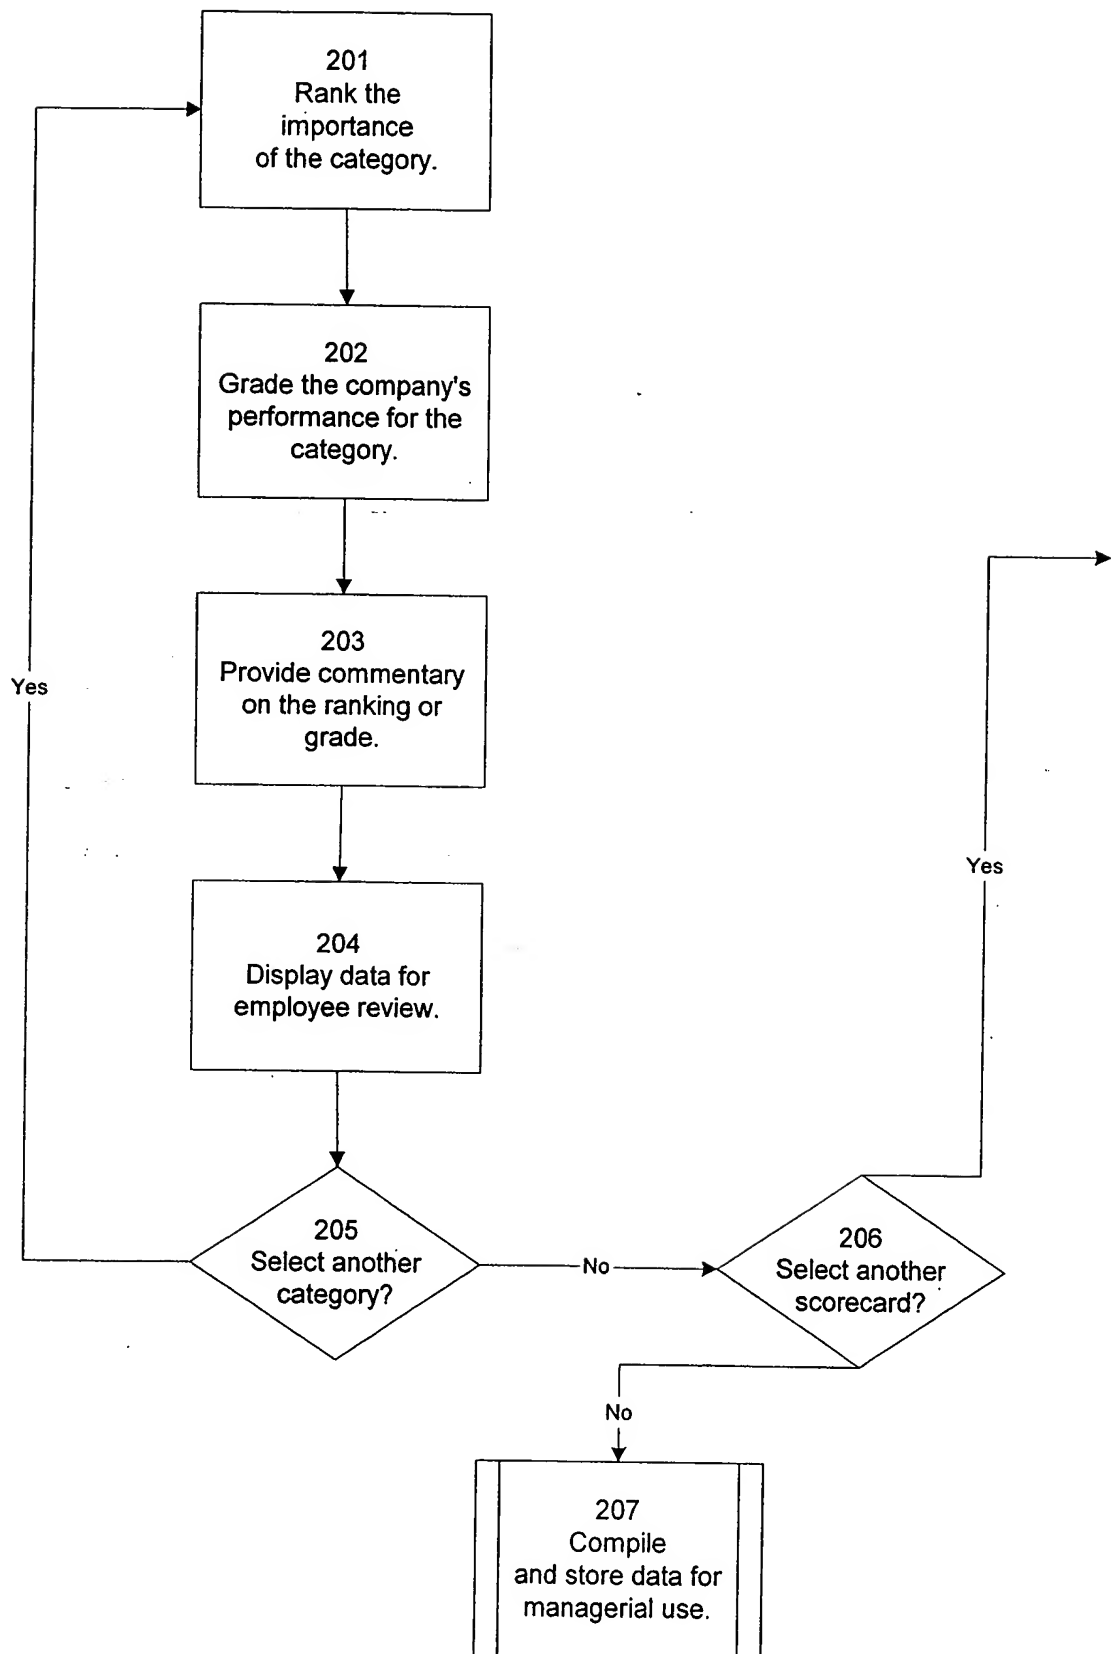 201
Rank the
importance
of the category.
202
Grade the company's
performance for the
category.
203
Provide commentary
on the ranking or
grade.
Yes
Yes
204
Display data for
employee review.
205
Select another
category?
No
206
Select another
scorecard?
No
207
Compile
and store data for
managerial use.